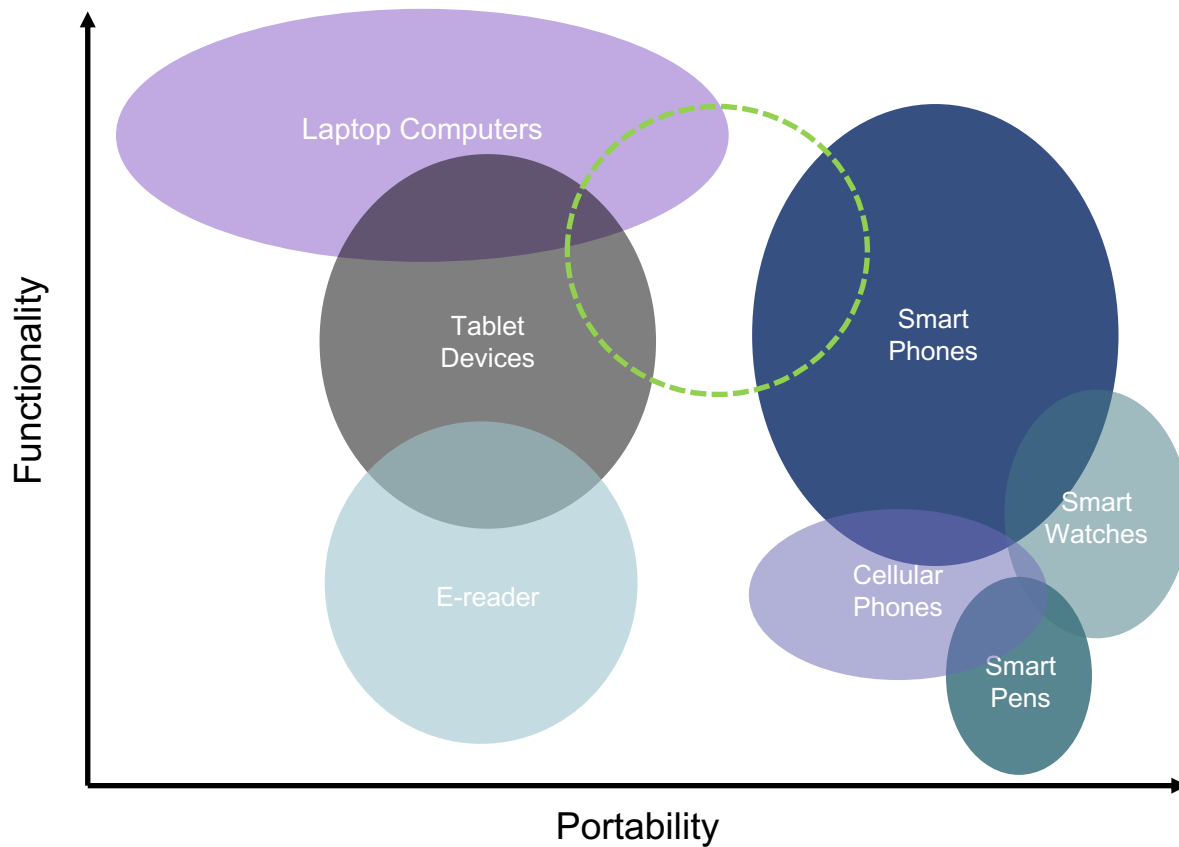 Laptop Computers
Tablet
Devices
Smart
Phones
Smart
Watches
Cellular
Phones
E-reader
Smart
Pens
Functionality
Portability